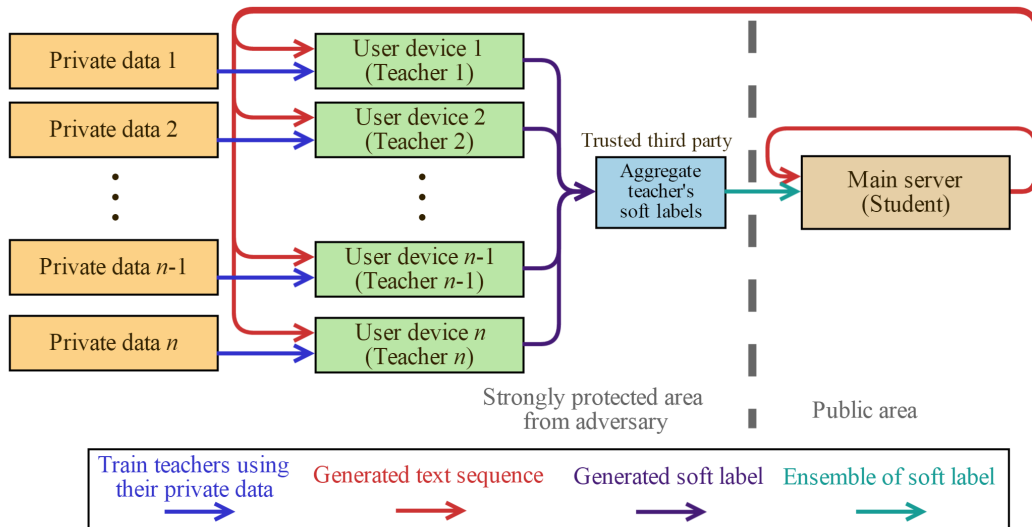 Private data 1
User device 1
(Teacher 1)
Private data 2
User device 2
(Teacher 2)
Trusted third party
Aggregate
teacher's
soft labels
Main server
(Student)
Private data n-1
User device n-1
(Teacher n-1)
Private data n
User device n
(Teacher n)
Strongly protected area
from adversary
Public area
Train teachers using
their private data
Generated text sequence
Generated soft label
Ensemble of soft label